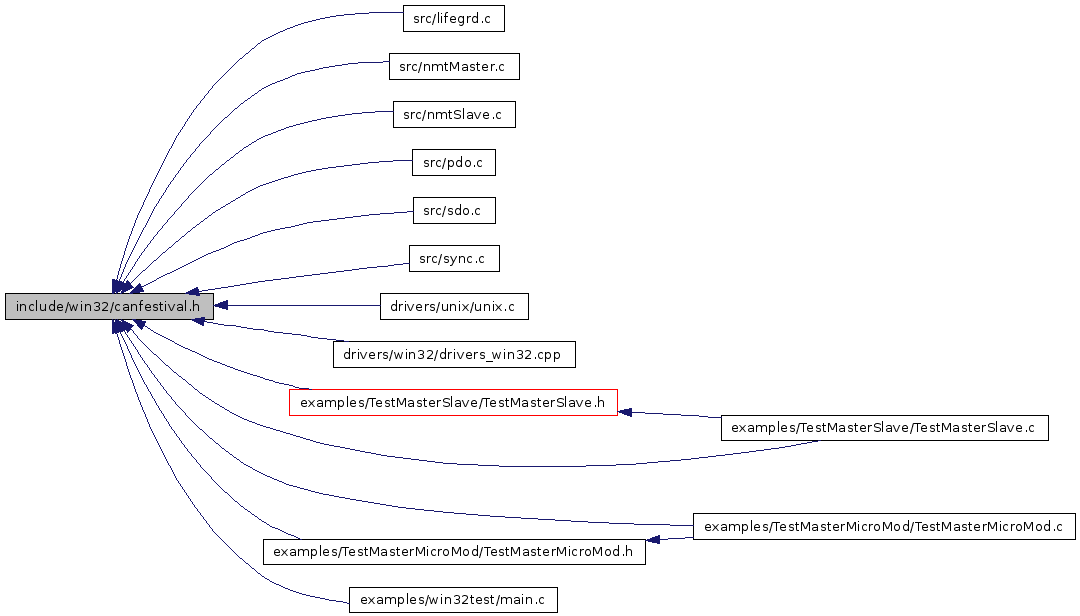 src/lifegrd.c
src/nmtMaster.c
src/nmtSlave.c
src/pdo.c
src/sdo.c
src/sync.c
include/win32/canfestival.h
drivers/unix/unix.c
drivers/win32/drivers_win32.cpp
examples/TestMasterSlave/TestMasterSlave.h
examples/TestMasterSlave/TestMasterSlave.c
examples/TestMasterMicroMod/TestMasterMicroMod.c
examples/TestMasterMicroMod/TestMasterMicroMod.h
examples/win32test/main.c